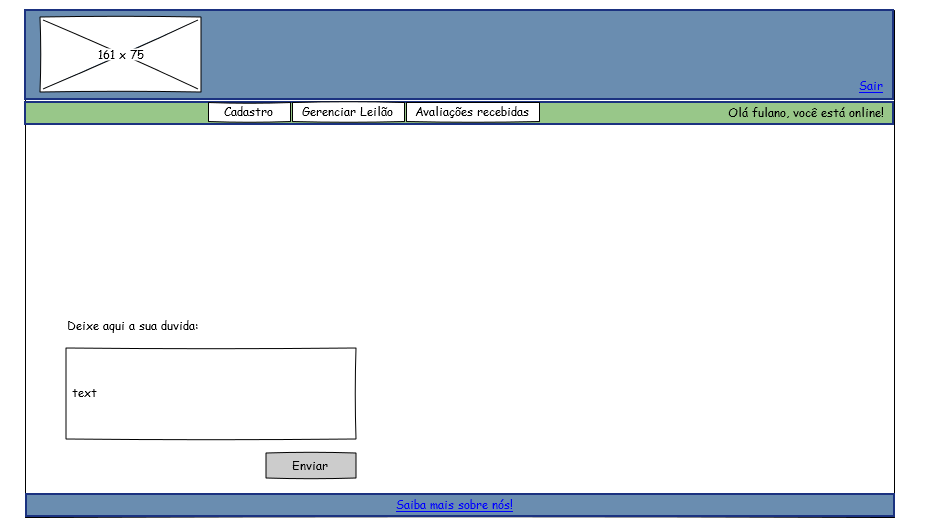 161 x 75
Sair
Cadastro Gerenciar Leilão Avaliações recebidas Olá fulano, você está online!
Deixe aqui a sua duvida:
text
Enviar
Saiba mais sobre nós!